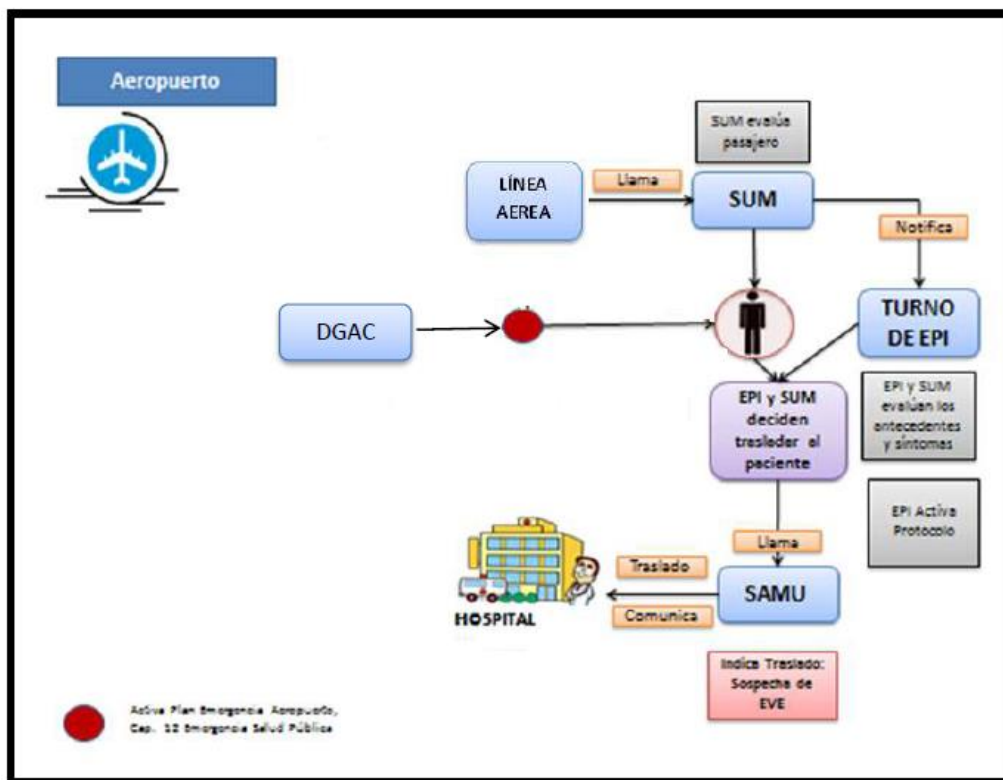 Aeropuerto
SUM evalúa
pasajero
LÍNEA
AEREA
Llama
SUM
Notifica
DGAC
TURNO
DE EPI
EPI y SUM
deciden
trasladar al
paciente
EPI y SUM
evalúan los
antecedentes
y síntomas
EPI Activa
Protocolo
Llama
Traslado
SAMU
Comunica
HOSPITAL
Indica Traslado:
Sospecha de
EVE
Activa Plan Emergencia Aeropuerto,
Cap. 12 Emergencia Salud Pública